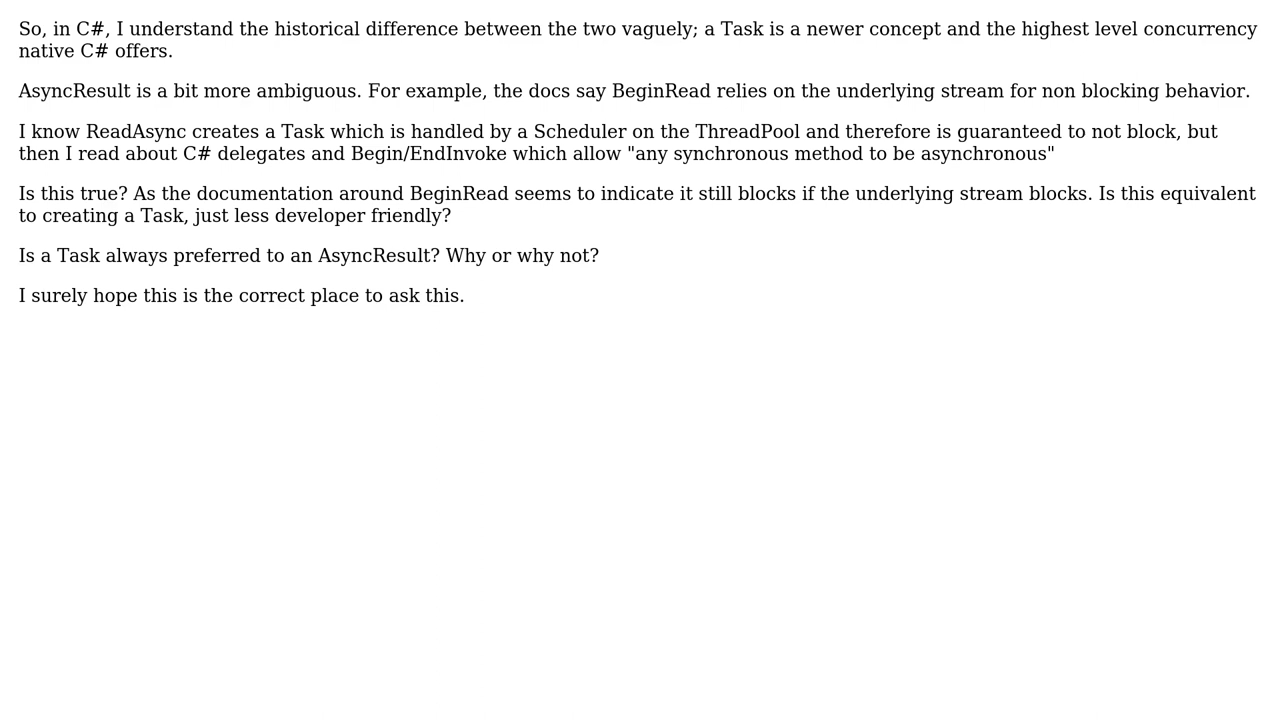 So, in C#, I understand the historical difference between the two vaguely; a Task is a newer concept and the highest level concurrency
native C# offers.
AsyncResult is a bit more ambiguous. For example, the docs say BeginRead relies on the underlying stream for non blocking behavior.
I know ReadAsync creates a Task which is handled by a Scheduler on the ThreadPool and therefore is guaranteed to not block, but
then I read about C# delegates and Begin/EndInvoke which allow "any synchronous method to be asynchronous"
Is this true? As the documentation around BeginRead seems to indicate it still blocks if the underlying stream blocks. Is this equivalent
to creating a Task, just less developer friendly?
Is a Task always preferred to an AsyncResult? Why or why not?
I surely hope this is the correct place to ask this.